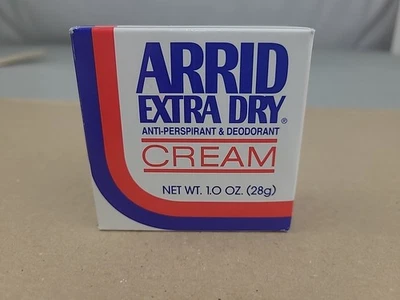 ARRID
EXTRA DRY®
ANTI-PERSPIRANT & DEODORANT
CREAM
NET WT. 1.0 OZ. (28g)